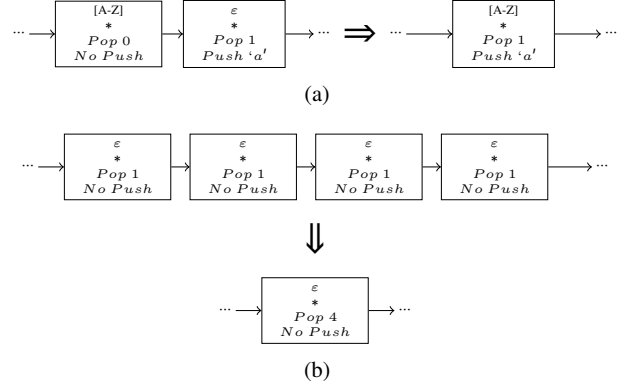 ... [A-Z] * Pop 0 No Push
ε * Pop 1 Push ‘a′ ...
⇒
... [A-Z] * Pop 1 Push ‘a′ ...
(a)
... ε * Pop 1 No Push
ε * Pop 1 No Push
ε * Pop 1 No Push
ε * Pop 1 No Push ...
⇓
... ε * Pop 4 No Push ...
(b)